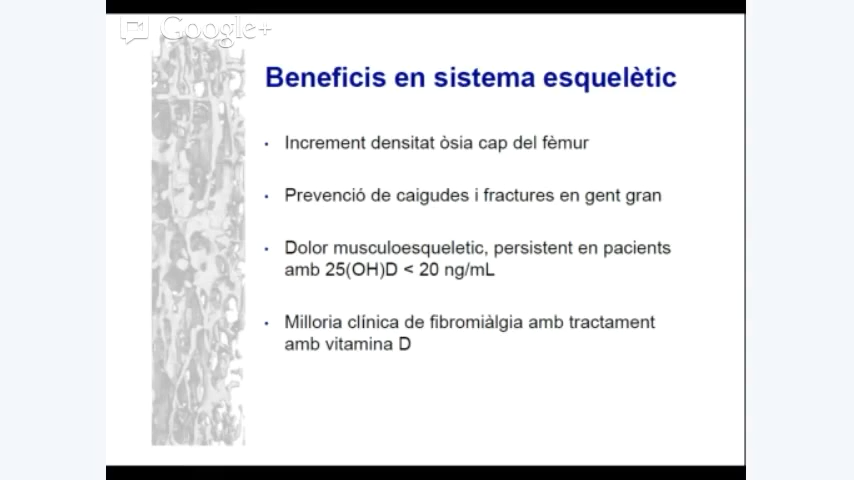 Google+
Beneficis en sistema esquelètic
• Increment densitat òsia cap del fèmur
• Prevenció de caigudes i fractures en gent gran
• Dolor musculoesqueletic, persistent en pacients
amb 25(OH)D < 20 ng/mL
• Milloria clínica de fibromiàlgia amb tractament
amb vitamina D